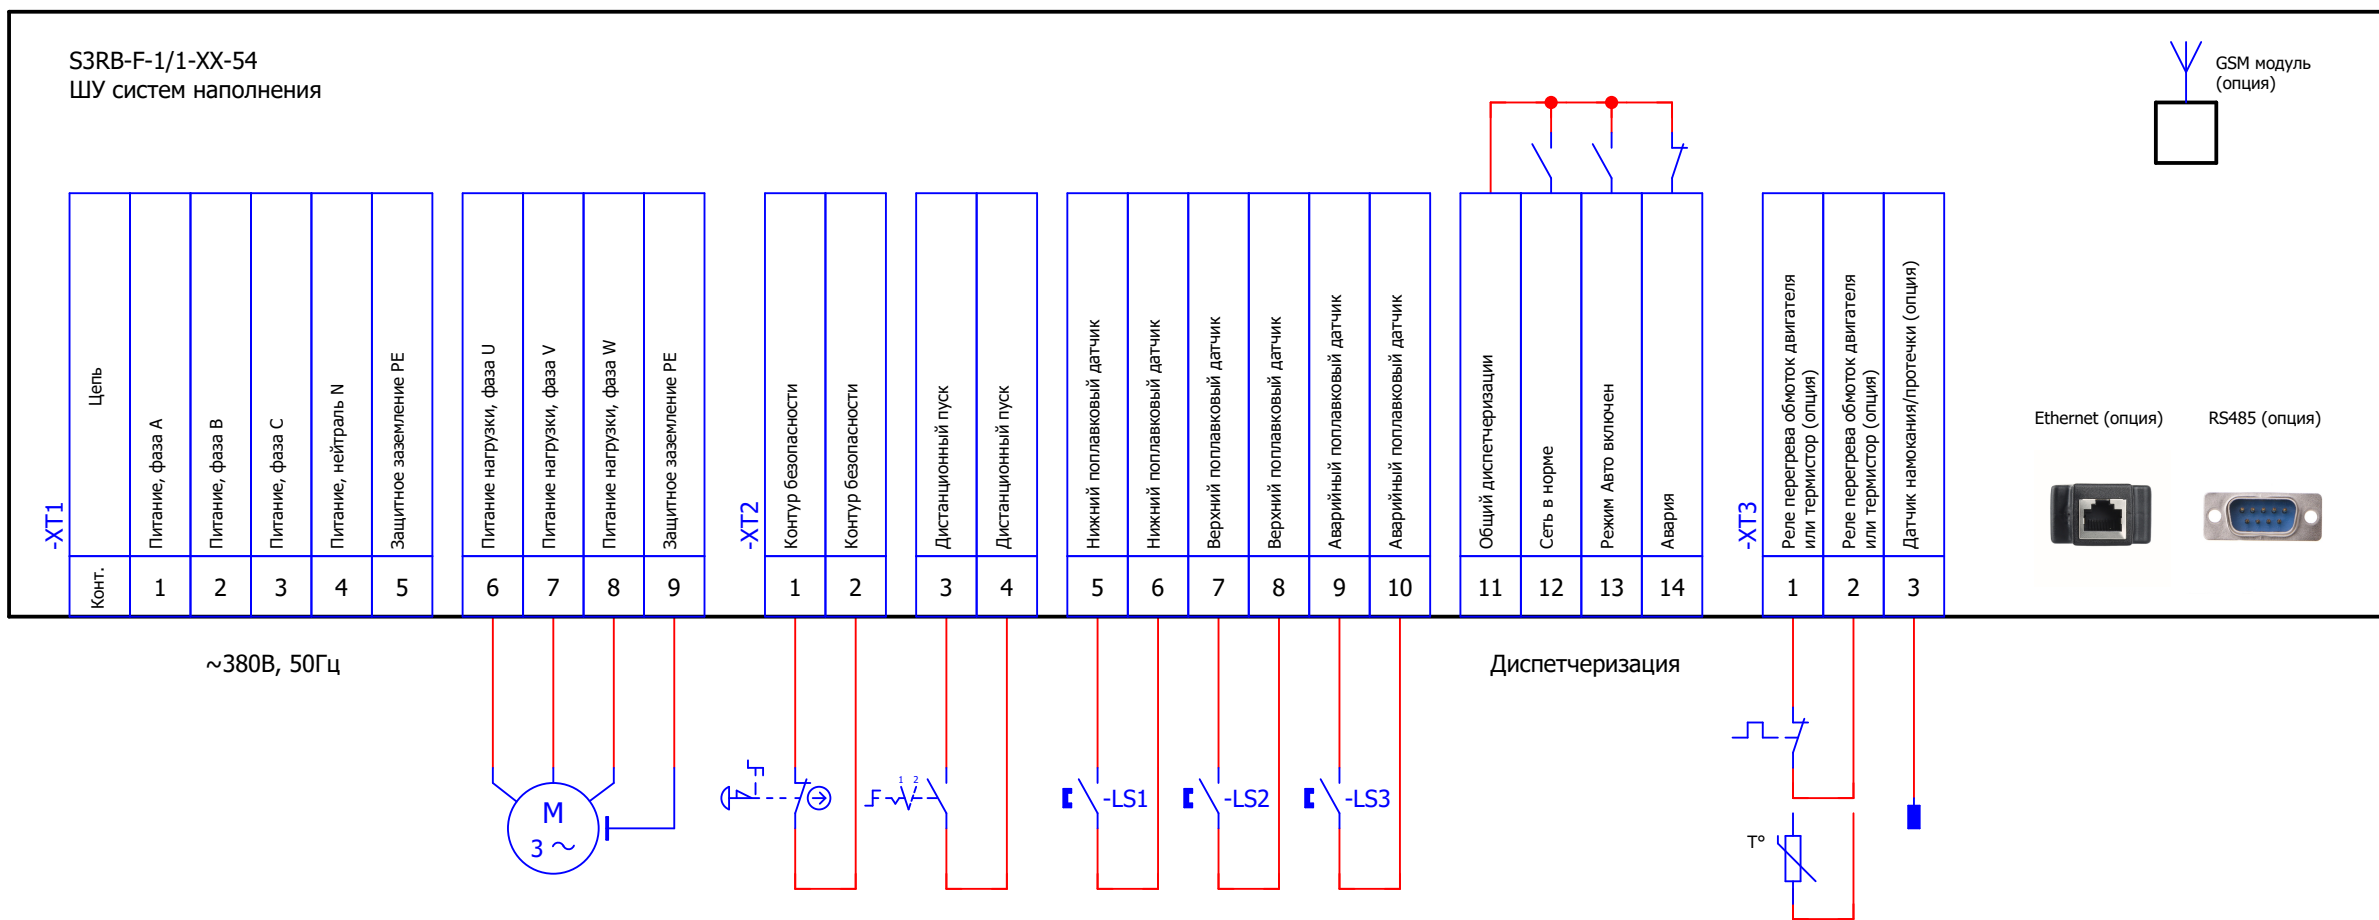 S3RB-F-1/1-XX-54
ШУ систем наполнения
GSM модуль
(опция)
-XT1
Цепь
Питание, фаза A
Питание, фаза B
Питание, фаза C
Питание, нейтраль N
Защитное заземление PE
Питание нагрузки, фаза U
Питание нагрузки, фаза V
Питание нагрузки, фаза W
Защитное заземление PE
-XT2
Контур безопасности
Контур безопасности
Дистанционный пуск
Дистанционный пуск
Нижний поплавковый датчик
Нижний поплавковый датчик
Верхний поплавковый датчик
Верхний поплавковый датчик
Аварийный поплавковый датчик
Аварийный поплавковый датчик
Общий диспетчеризации
Сеть в норме
Режим Авто включен
Авария
-XT3
Реле перегрева обмоток двигателя
или термистор (опция)
Реле перегрева обмоток двигателя
или термистор (опция)
Датчик намокания/протечки (опция)
Ethernet (опция)
RS485 (опция)
Конт.
1 2 3 4 5 6 7 8 9
1 2 3 4 5 6 7 8 9 10 11 12 13 14
1 2 3
~380В, 50Гц
Диспетчеризация
M
3 ~
1 2
-LS1
-LS2
-LS3
T°